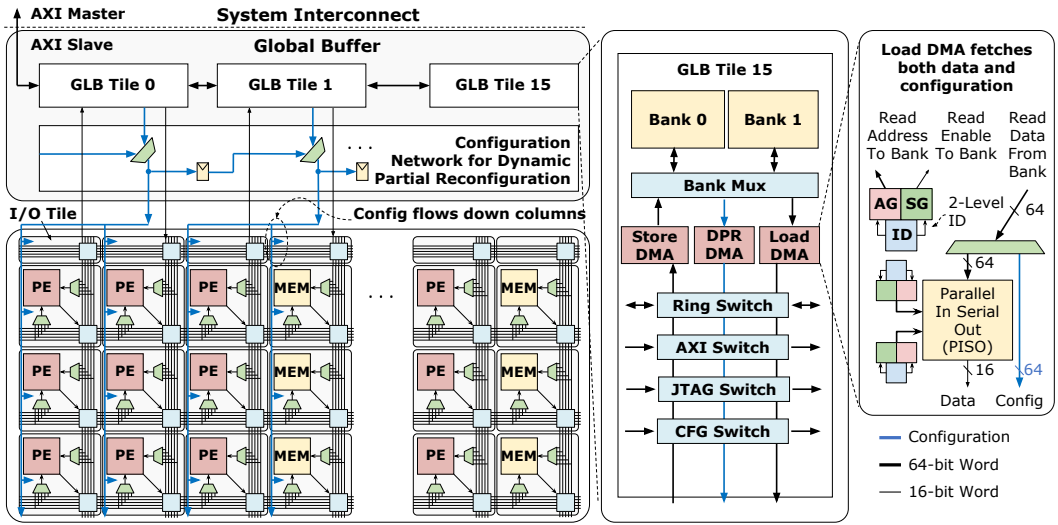 AXI Master
System Interconnect
AXI Slave
Global Buffer
GLB Tile 0
GLB Tile 1
GLB Tile 15
. . .
Configuration
Network for Dynamic
Partial Reconfiguration
I/O Tile
Config flows down columns
PE
PE
PE
MEM
. . .
PE
MEM
PE
PE
PE
MEM
PE
MEM
PE
PE
PE
MEM
PE
MEM
GLB Tile 15
Bank 0
Bank 1
Bank Mux
Store
DMA
DPR
DMA
Load
DMA
Ring Switch
AXI Switch
JTAG Switch
CFG Switch
Load DMA fetches
both data and
configuration
Read
Address
To Bank
Read
Enable
To Bank
Read
Data
From
Bank
AG
SG
ID
2-Level
ID
64
64
Parallel
In Serial
Out
(PISO)
16
64
Data
Config
Configuration
64-bit Word
16-bit Word